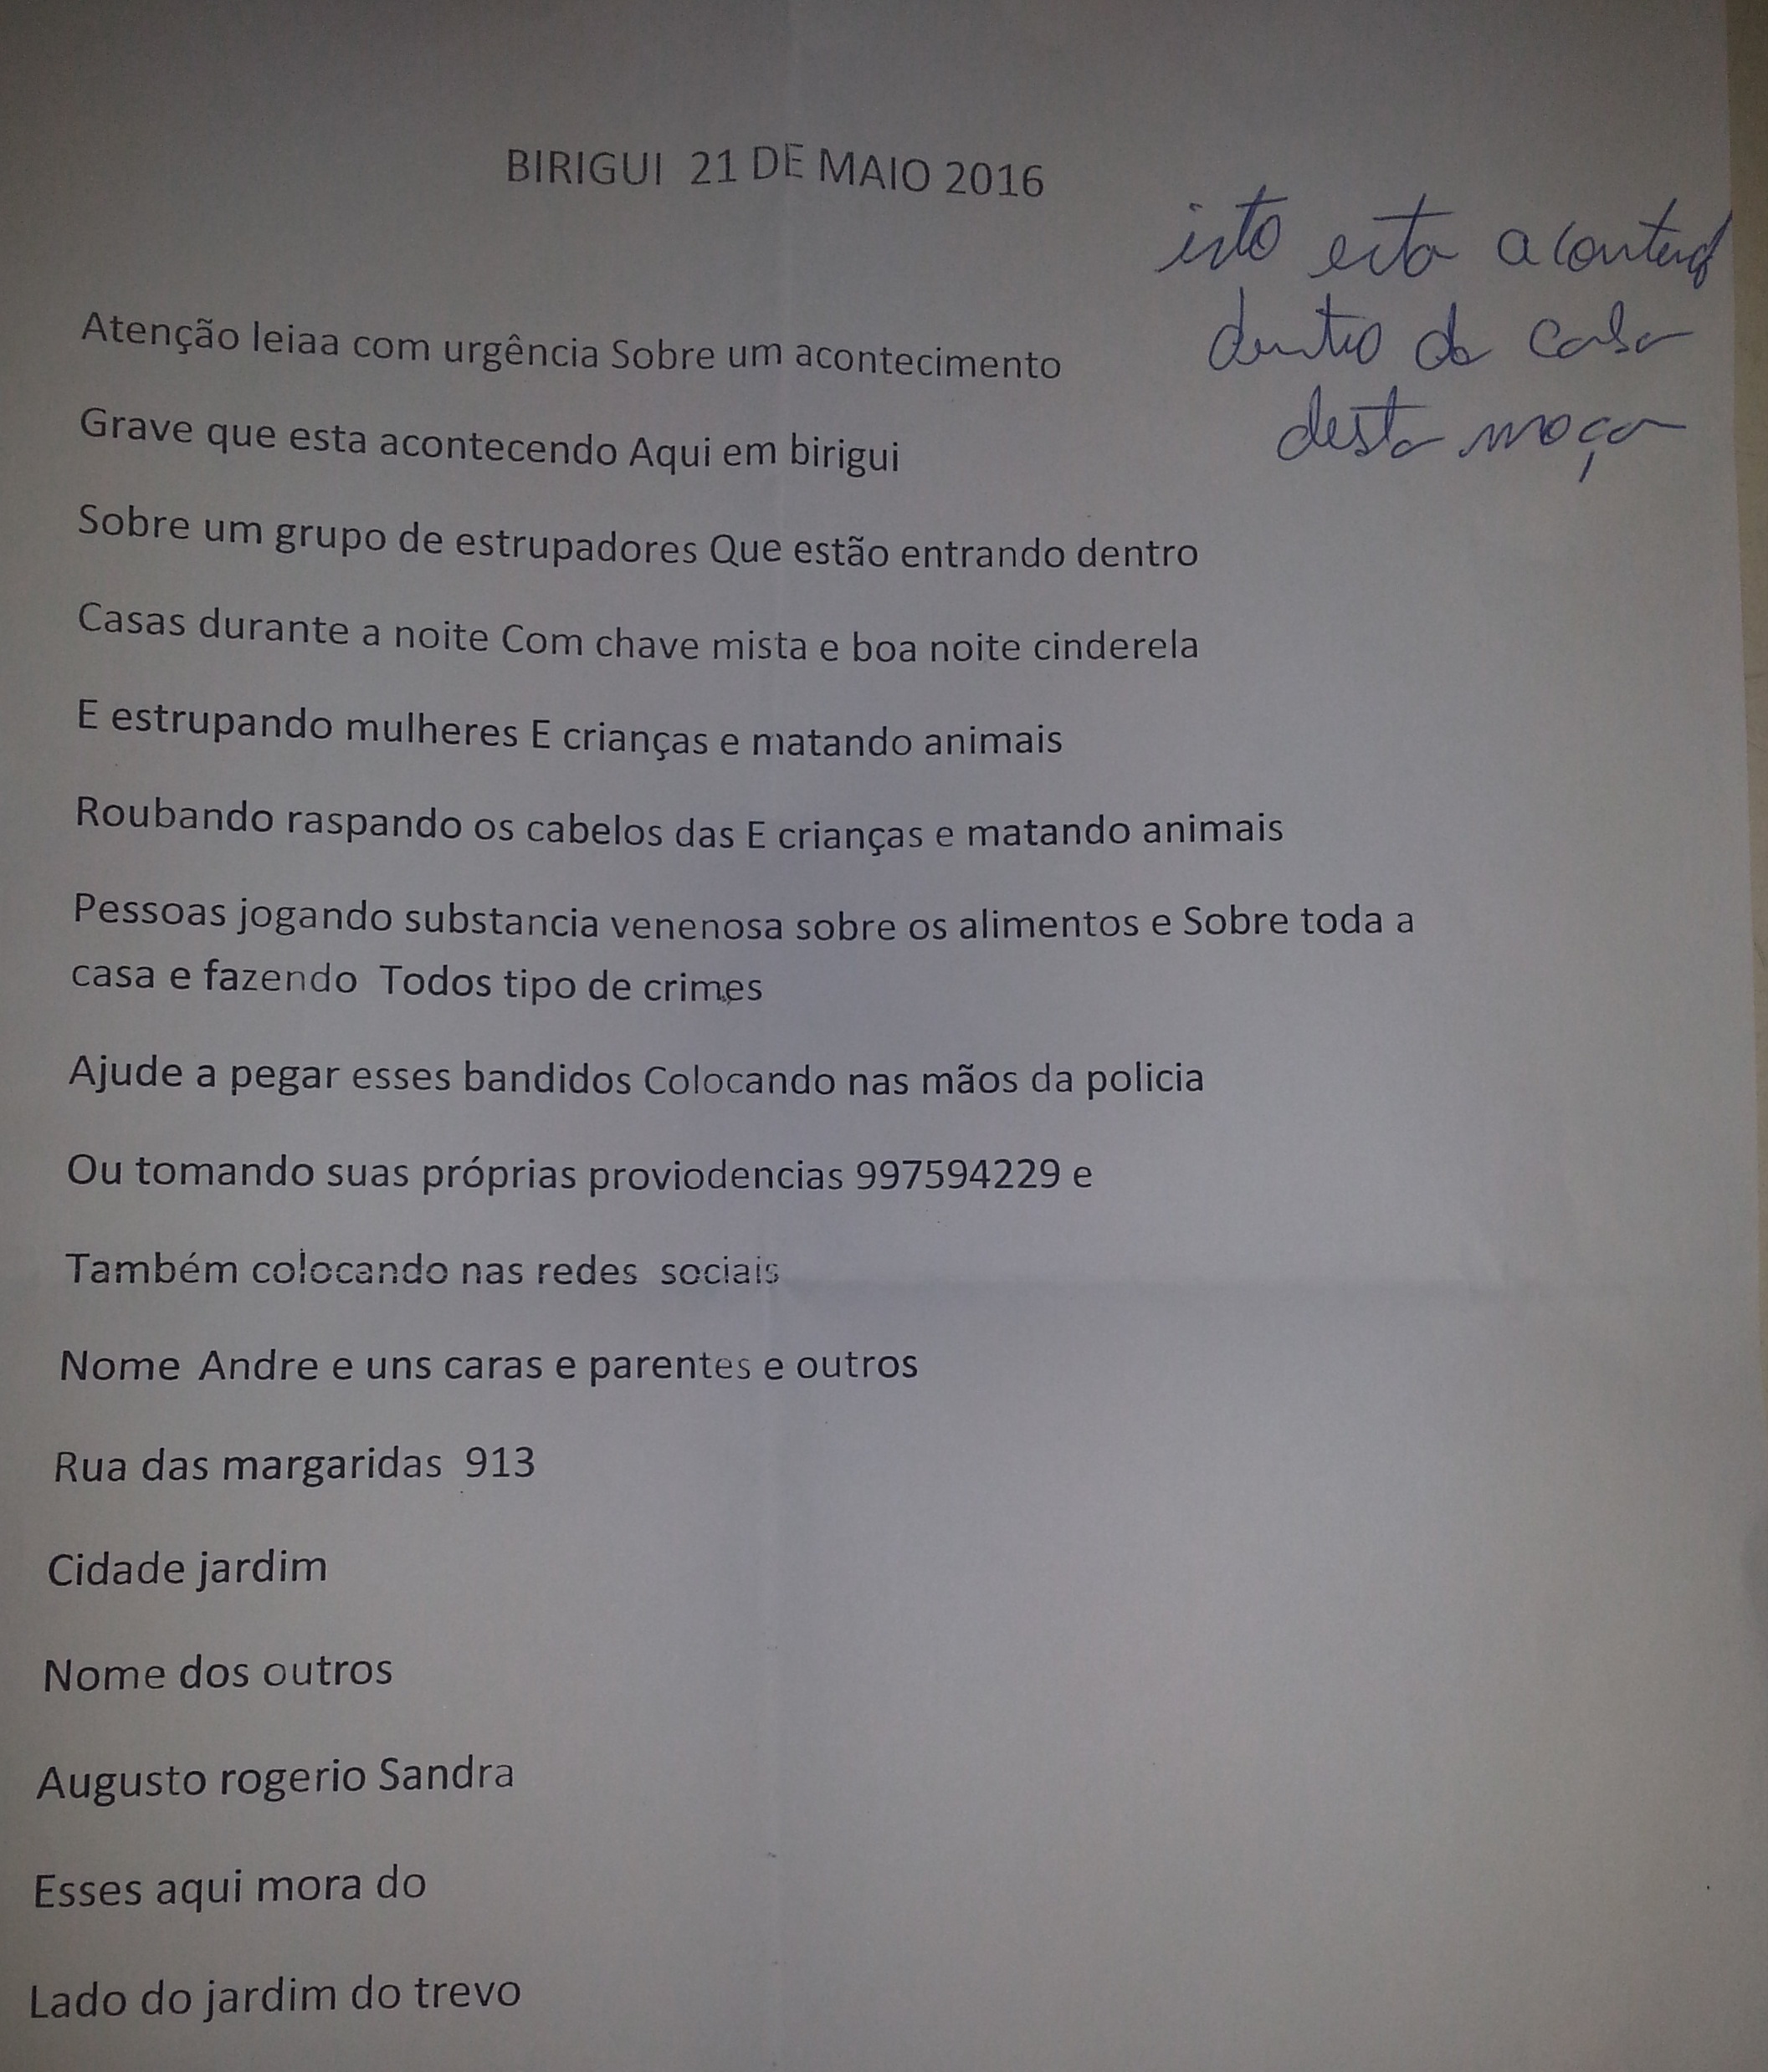 BIRIGUI 21 DE MAIO 2016
isto esta
dentro da casa
desta moça
Atenção leiaa com urgência Sobre um acontecimento
Grave que esta acontecendo Aqui em birigui
Sobre um grupo de estrupadores Que estão entrando dentro
Casas durante a noite Com chave mista e boa noite cinderela
E estrupando mulheres E crianças e matando animais
Roubando raspando os cabelos das E crianças e matando animais
Pessoas jogando substancia venenosa sobre os alimentos e Sobre toda a
casa e fazendo Todos tipo de crimes
Ajude a pegar esses bandidos Colocando nas mãos da policia
Ou tomando suas próprias proviodencias 997594229 e
Também colocando nas redes sociais
Nome Andre e uns caras e parentes e outros
Rua das margaridas 913
Cidade jardim
Nome dos outros
Augusto rogerio Sandra
Esses aqui mora do
Lado do jardim do trevo